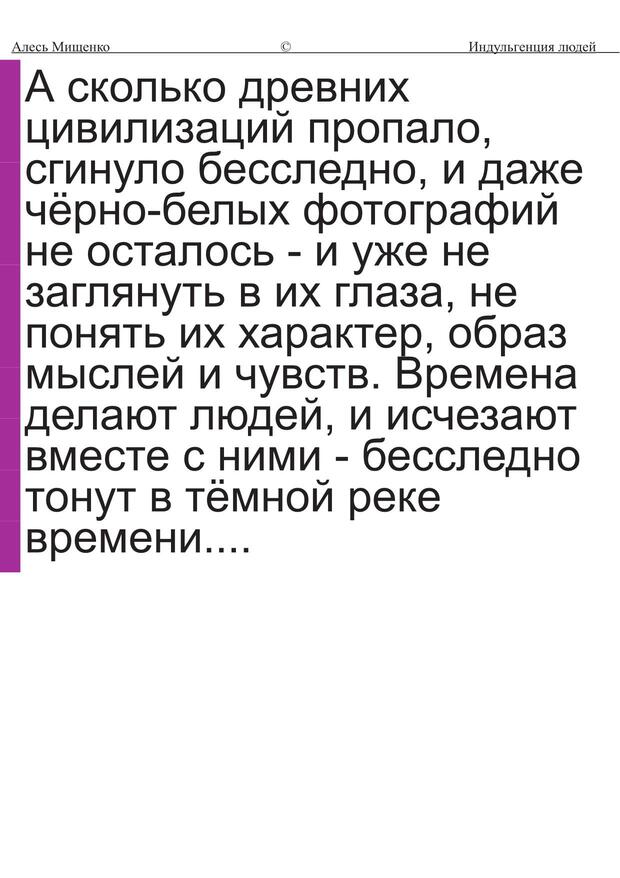 Алесь Мищенко © Индульгенция людей
А сколько древних
цивилизаций пропало,
сгинуло бесследно, и даже
чёрно-белых фотографий
не осталось - и уже не
заглянуть в их глаза, не
понять их характер, образ
мыслей и чувств. Времена
делают людей, и исчезают
вместе с ними - бесследно
тонут в тёмной реке
времени....